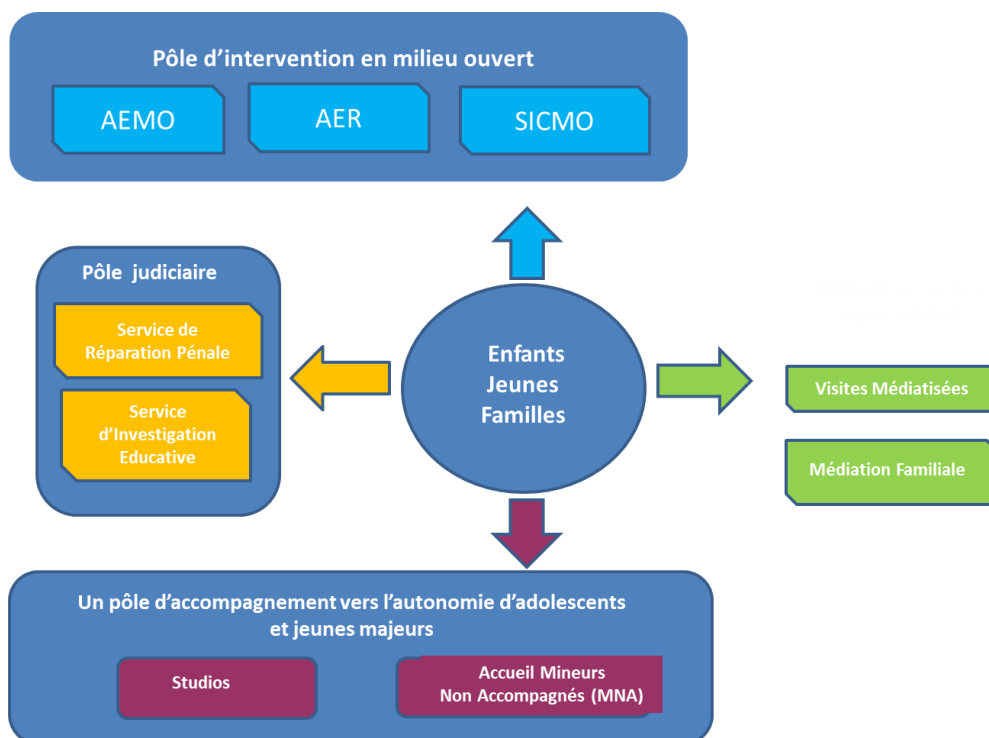 Pôle d’intervention en milieu ouvert
AEMO
AER
SICMO
Pôle judiciaire
Service de
Réparation Pénale
Service
d’Investigation
Educative
Enfants
Jeunes
Familles
Visites Médiatisées
Médiation Familiale
Un pôle d’accompagnement vers l’autonomie d’adolescents
et jeunes majeurs
Studios
Accueil Mineurs
Non Accompagnés (MNA)